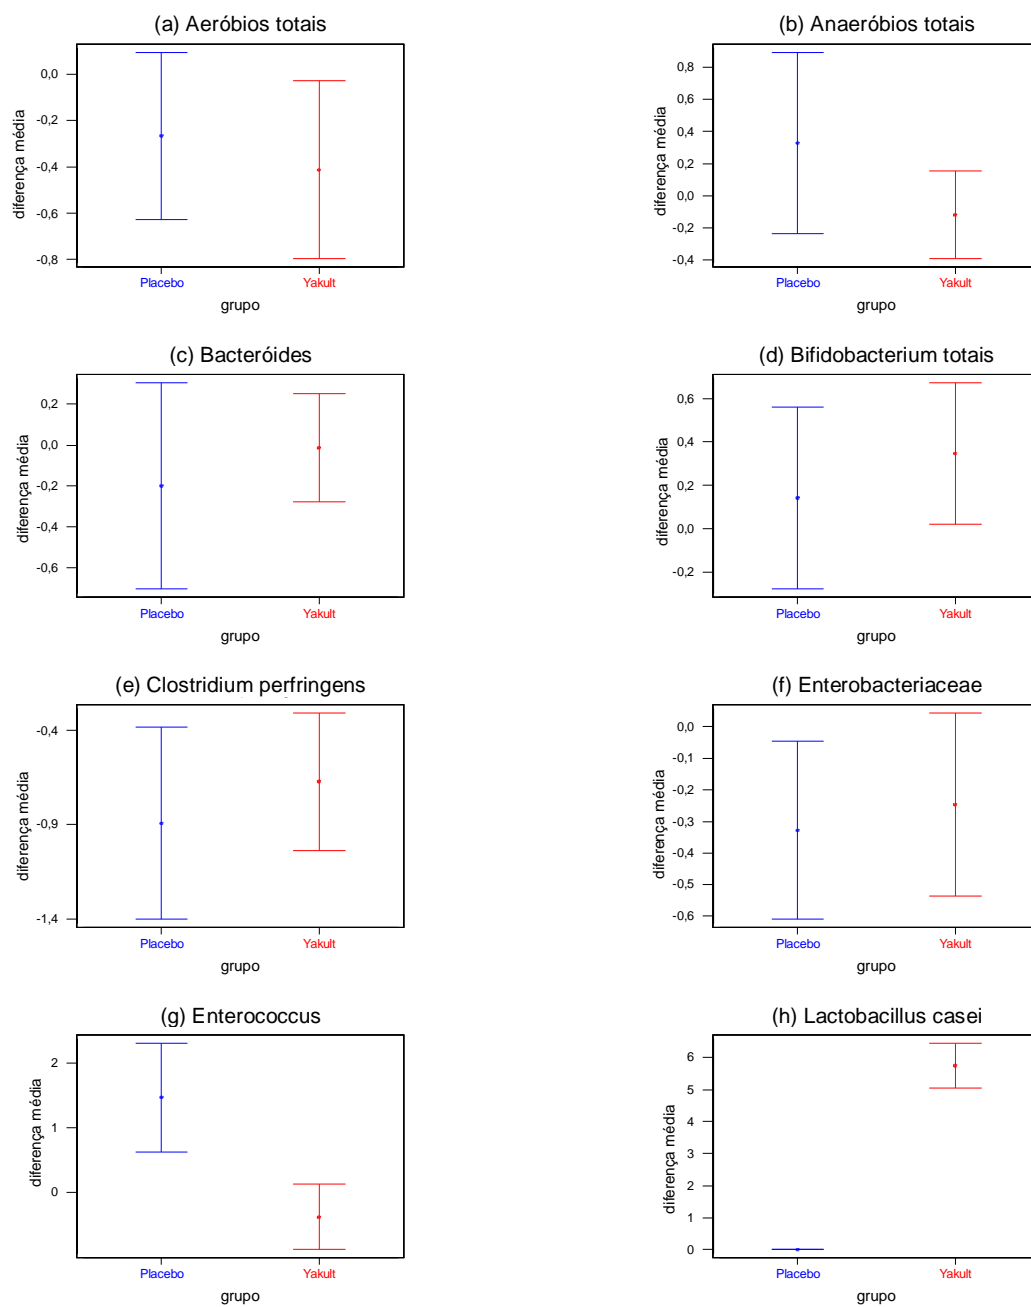 (a) Aeróbios totais
0,0
-0,2
-0,4
-0,6
-0,8
diferença média
Placebo
Yakult
grupo
(b) Anaeróbios totais
0,8
0,6
0,4
0,2
0,0
-0,2
-0,4
diferença média
Placebo
Yakult
grupo
(c) Bacteróides
0,2
0,0
-0,2
-0,4
-0,6
diferença média
Placebo
Yakult
grupo
(d) Bifidobacterium totais
0,6
0,4
0,2
0,0
-0,2
diferença média
Placebo
Yakult
grupo
(e) Clostridium perfringens
-0,4
-0,9
-1,4
diferença média
Placebo
Yakult
grupo
(f) Enterobacteriaceae
0,0
-0,1
-0,2
-0,3
-0,4
-0,5
-0,6
diferença média
Placebo
Yakult
grupo
(g) Enterococcus
2
1
0
diferença média
Placebo
Yakult
grupo
(h) Lactobacillus casei
6
5
4
3
2
1
0
diferença média
Placebo
Yakult
grupo